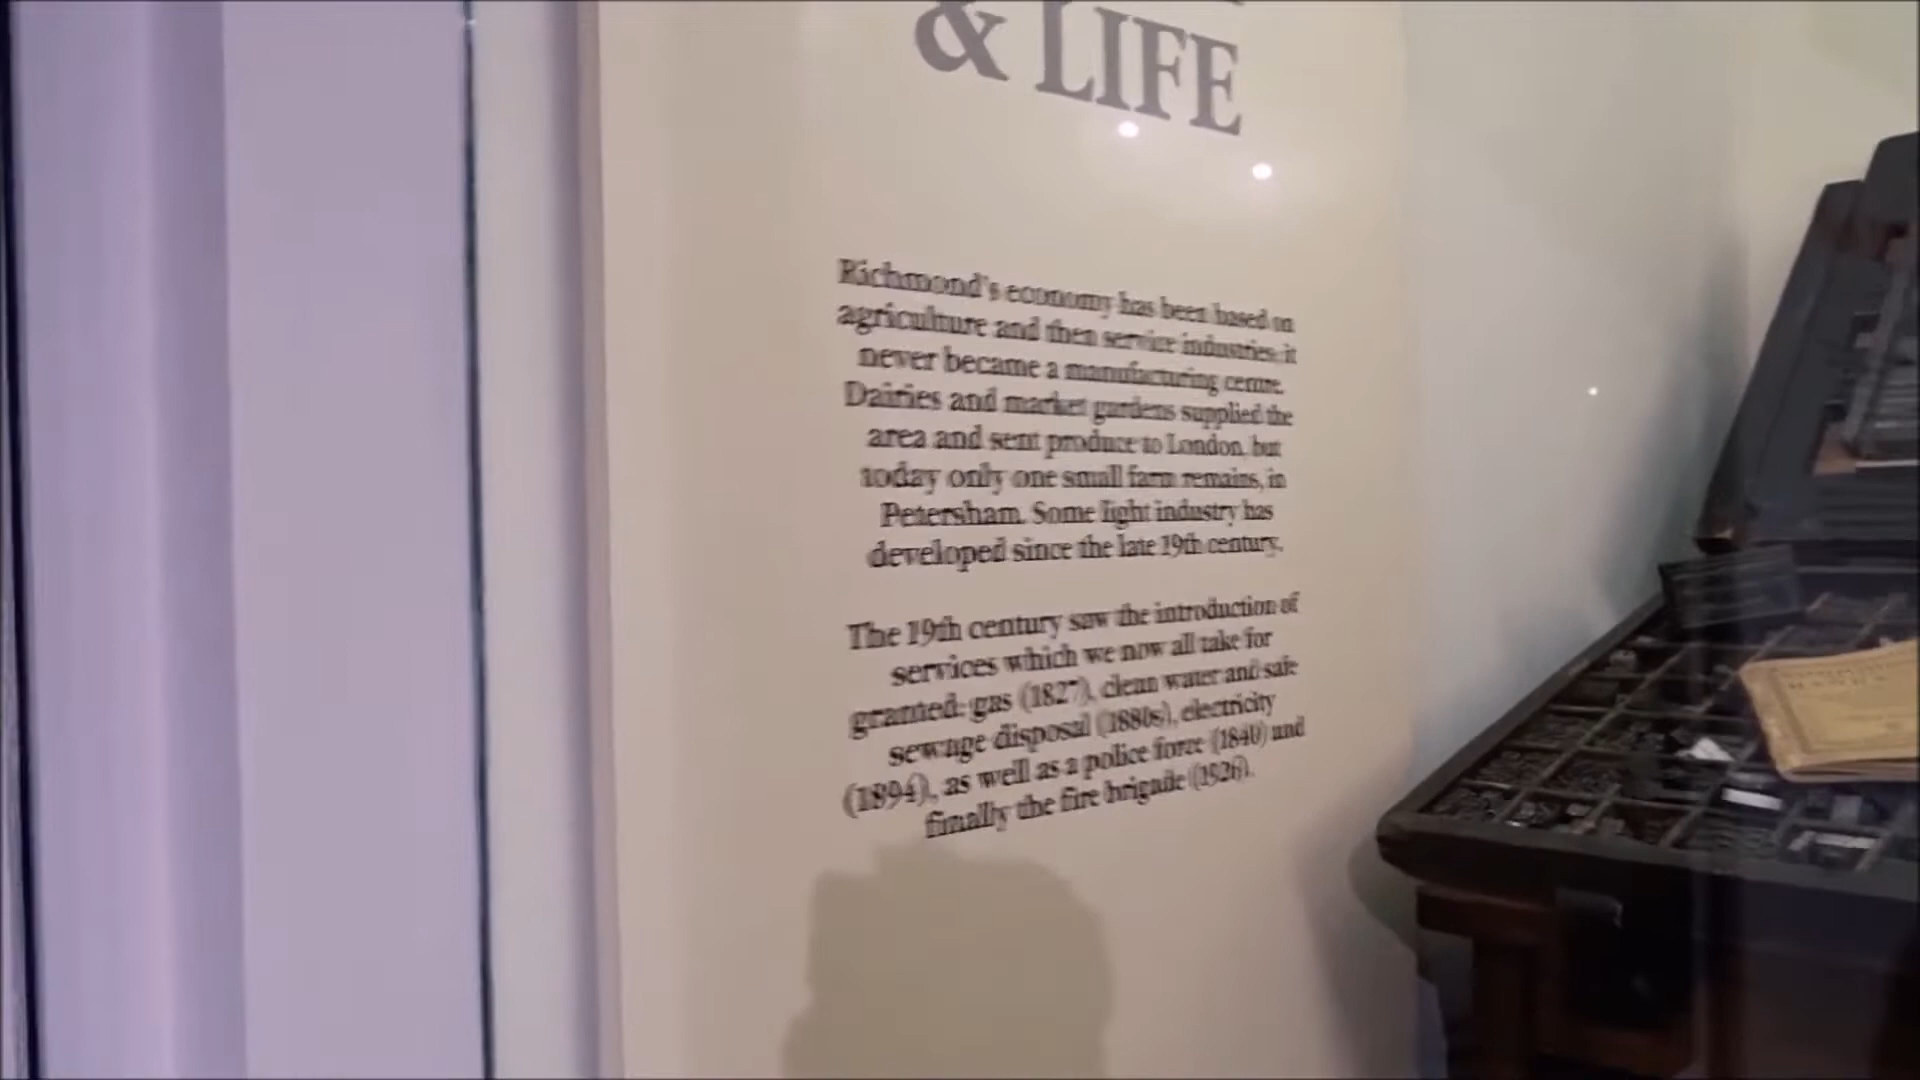 & LIFE
Richmond's economy has been based on
agriculture and then service industries; it
never became a manufacturing centre.
Dairies and market gardens supplied the
area and sent produce to London, but
today only one small farm remains, in
Petersham. Some light industry has
developed since the late 19th century.
The 19th century saw the introduction of
services which we now all take for
granted: gas (1827), clean water and safe
sewage disposal (1880s), electricity
(1894), as well as a police force (1840) and
finally the fire brigade (1926).